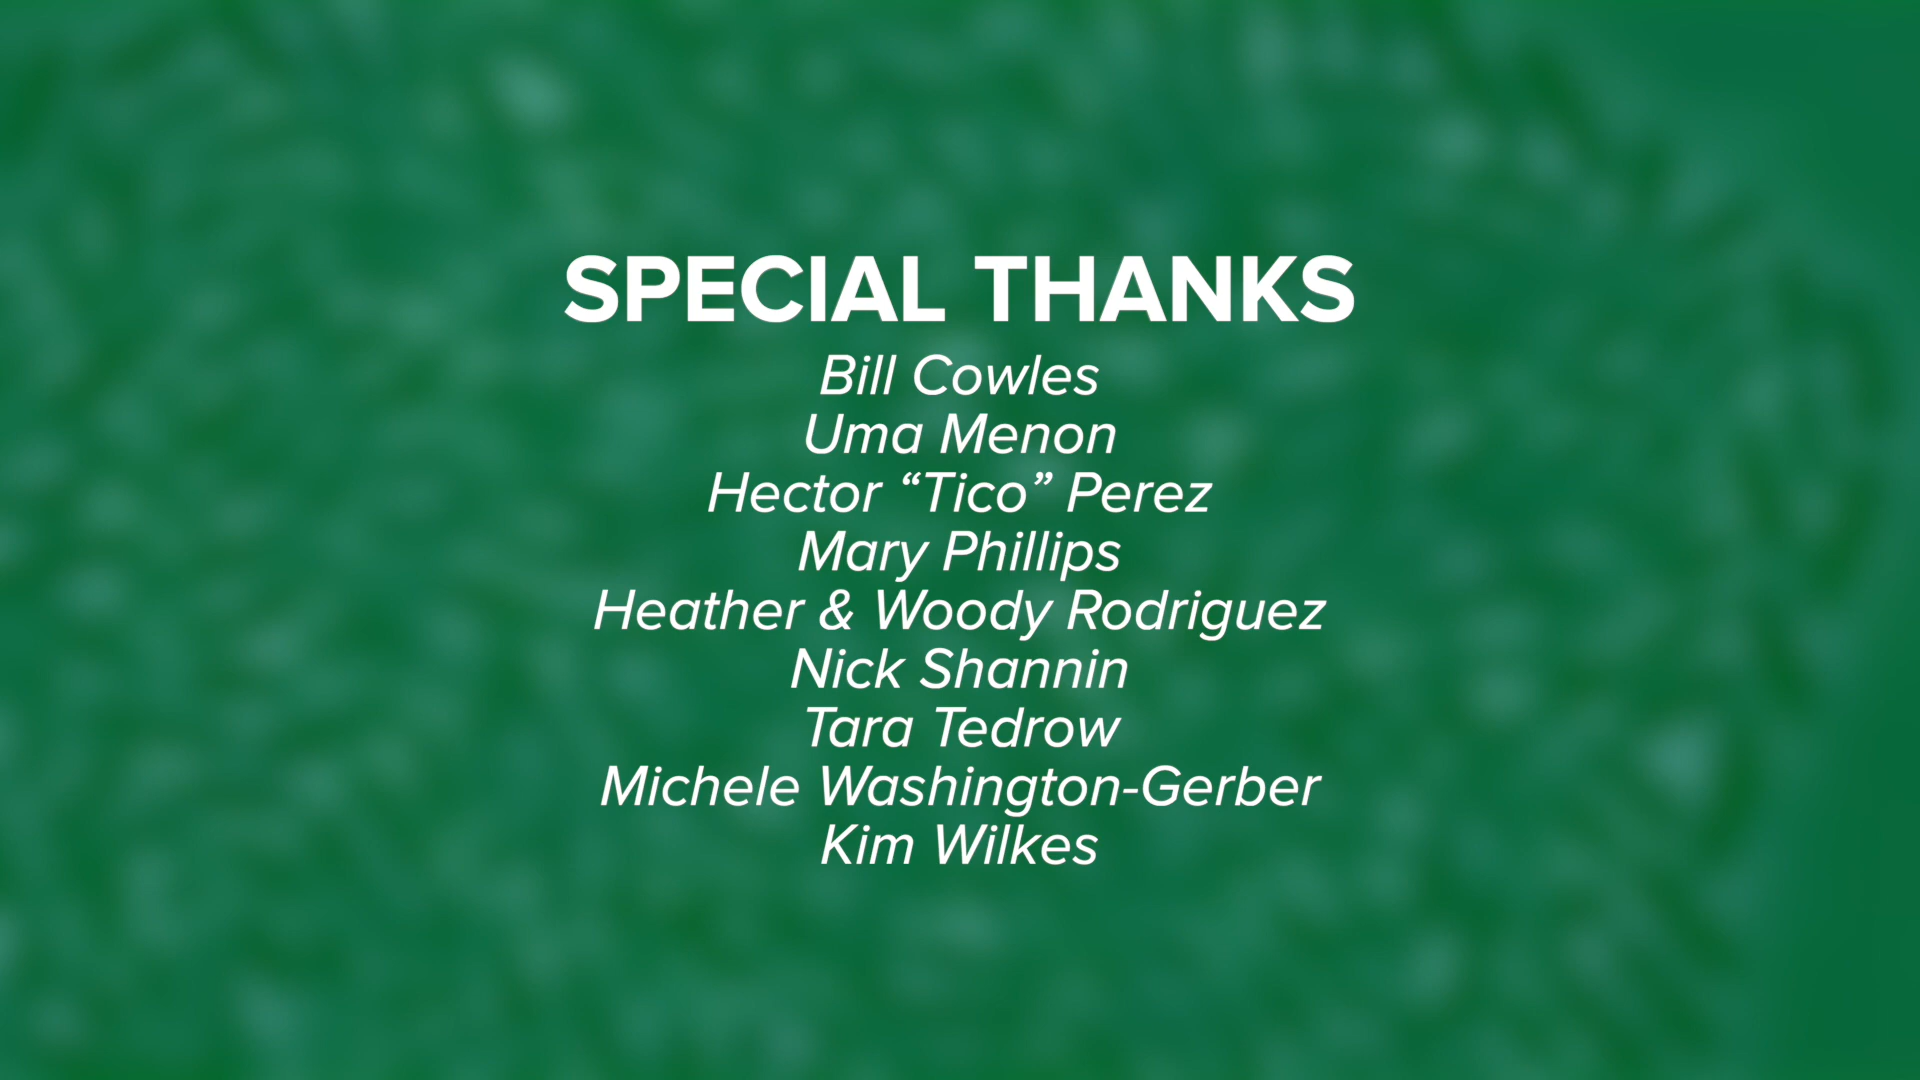 SPECIAL THANKS
Bill Cowles
Uma Menon
Hector “Tico” Perez
Mary Phillips
Heather & Woody Rodriguez
Nick Shannin
Tara Tedrow
Michele Washington-Gerber
Kim Wilkes